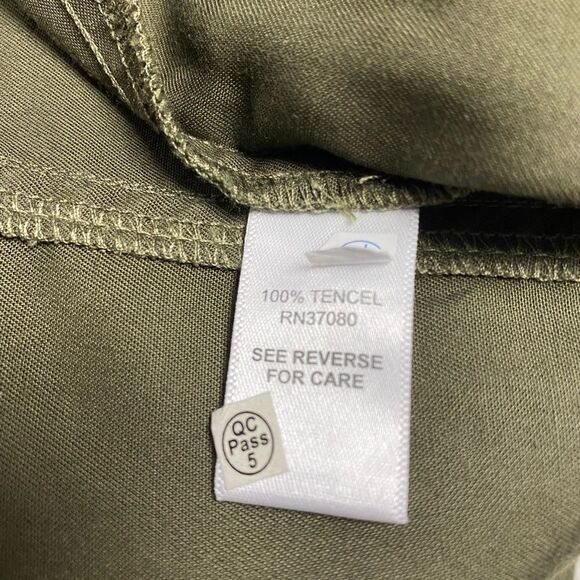 100% TENCEL
RN37080
SEE REVERSE
FOR CARE
QC
Pass
5